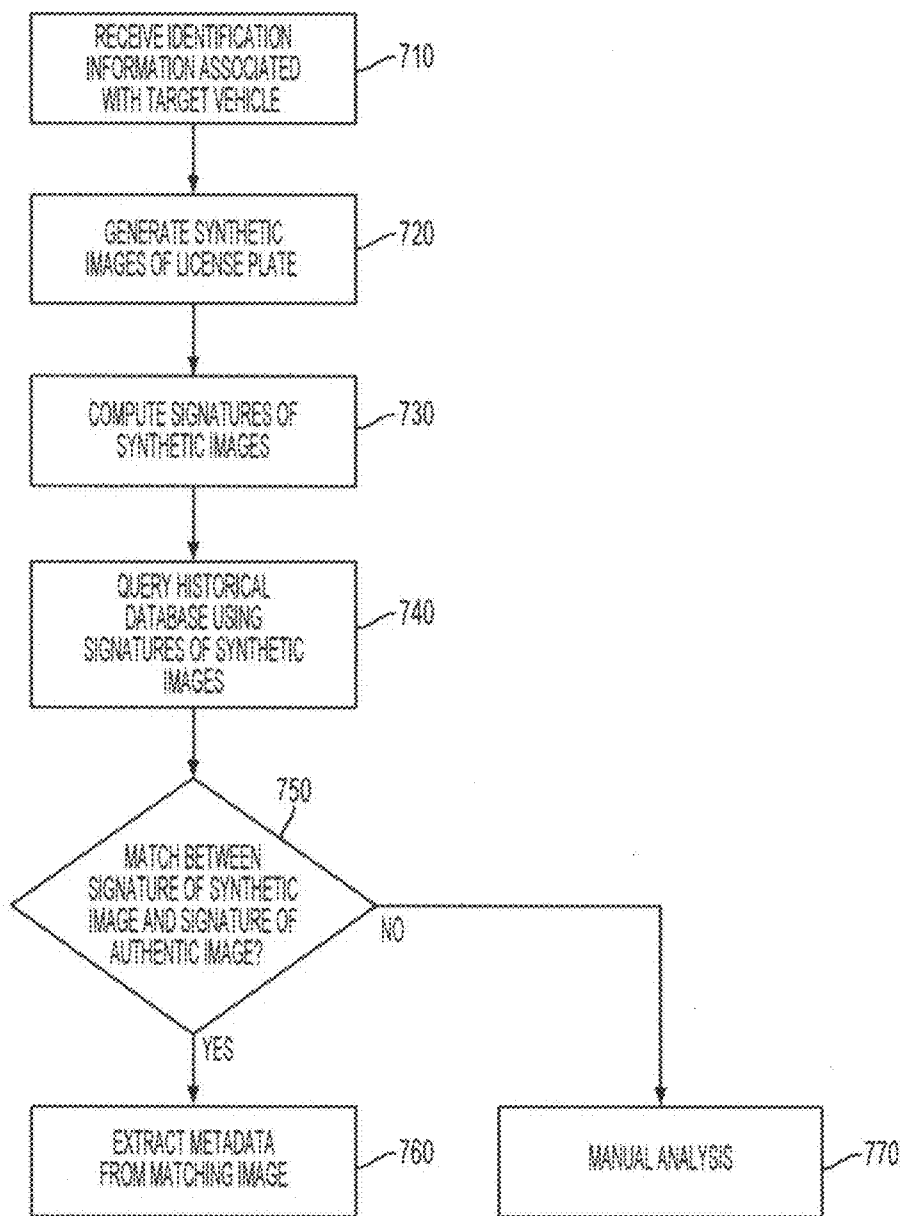 RECEIVE IDENTIFICATION
INFORMATION ASSOCIATED
WITH TARGET VEHICLE
710
GENERATE SYNTHETIC
IMAGES OF LICENSE PLATE
720
COMPUTE SIGNATURES OF
SYNTHETIC IMAGES
730
QUERY HISTORICAL
DATABASE USING
SIGNATURES OF SYNTHETIC
IMAGES
740
750
MATCH BETWEEN
SIGNATURE OF SYNTHETIC
IMAGE AND SIGNATURE OF
AUTHENTIC IMAGE?
NO
YES
EXTRACT METADATA
FROM MATCHING IMAGE
760
MANUAL ANALYSIS
770